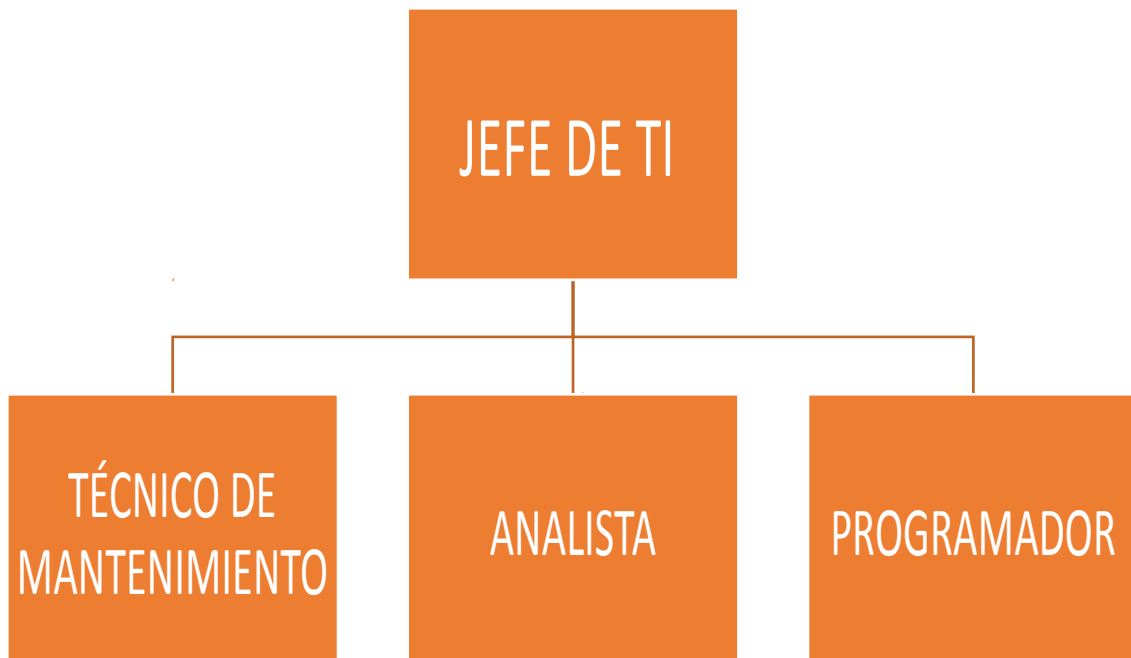 JEFE DE TI
TÉCNICO DE
MANTENIMIENTO
ANALISTA
PROGRAMADOR